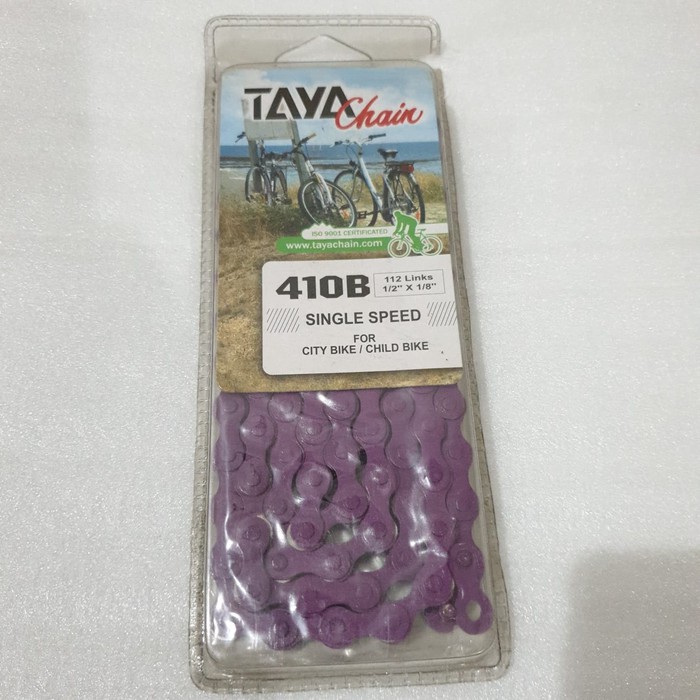 TAYA Chain
ISO 9001 CERTIFICATED
www.tayachain.com
410B
112 Links
1/2" X 1/8"
SINGLE SPEED
FOR
CITY BIKE / CHILD BIKE